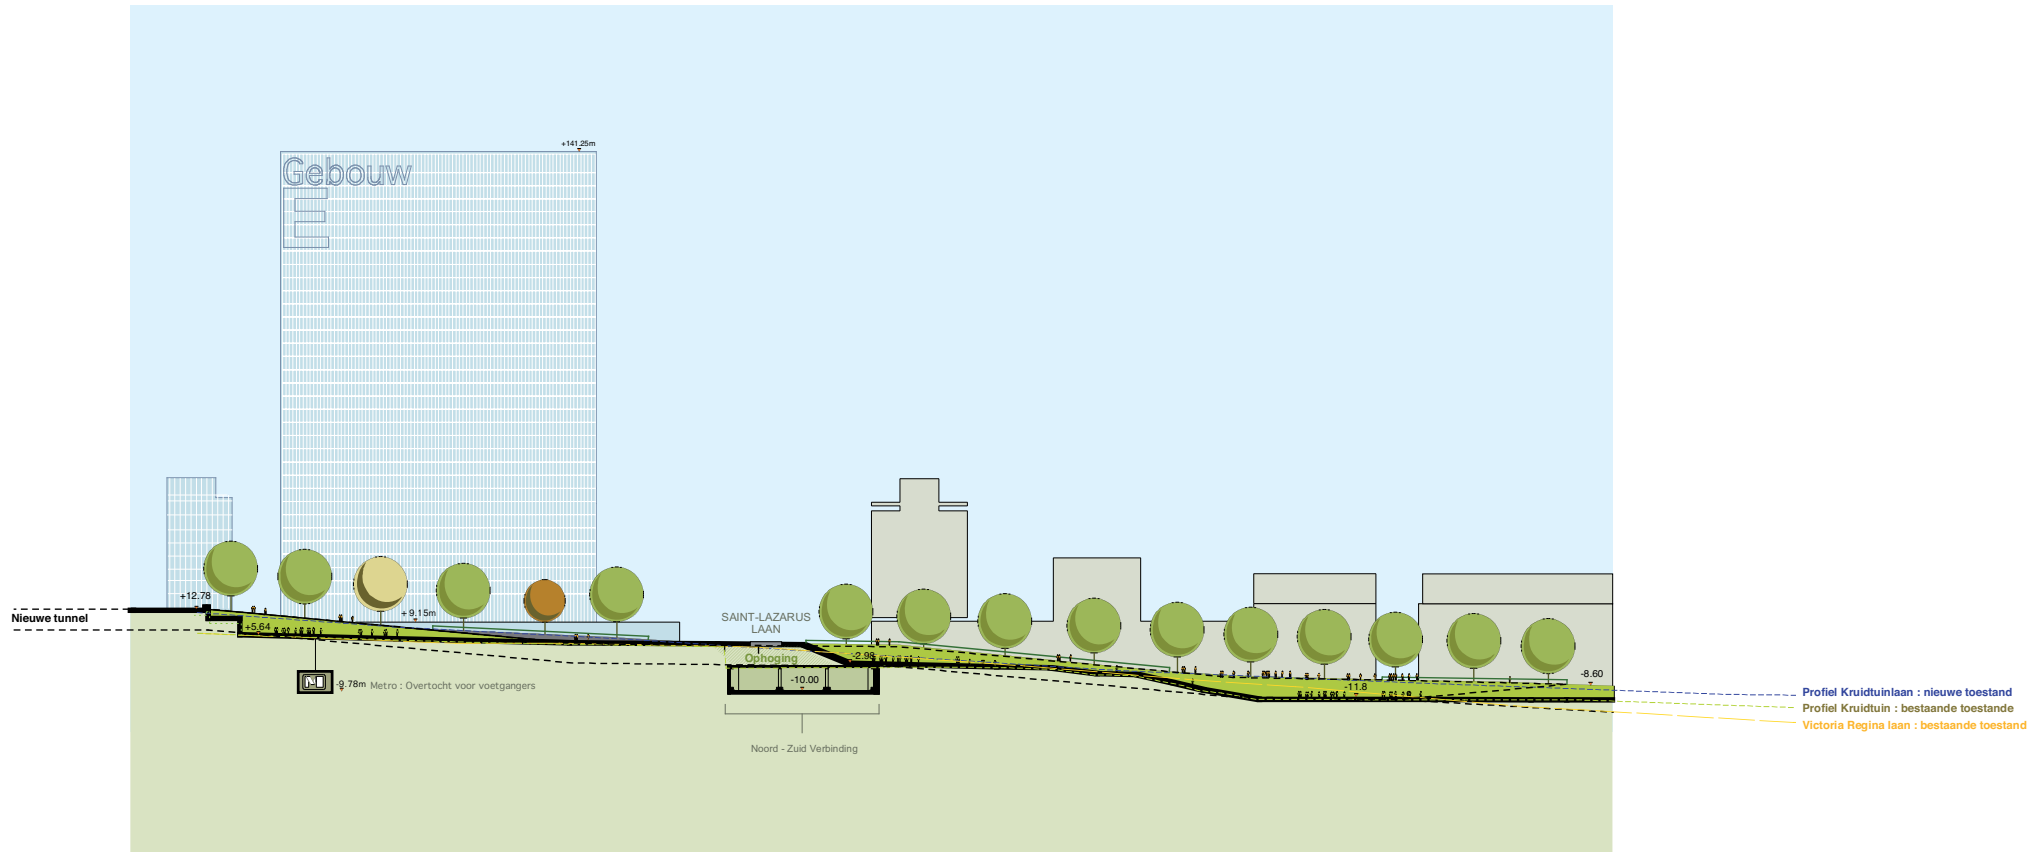 +141.25m
Gebouw
E
+12.78
+ 9.15m
Nieuwe tunnel
+5.64
SAINT-LAZARUS
LAAN
Ophoging
-2.98
-10.00
M
-9.78m
Metro : Overtocht voor voetgangers
-11.8
-8.60
Profiel Kruidtuinlaan : nieuwe toestand
Profiel Kruidtuin : bestaande toestande
Victoria Regina laan : bestaande toestand
Noord - Zuid Verbinding